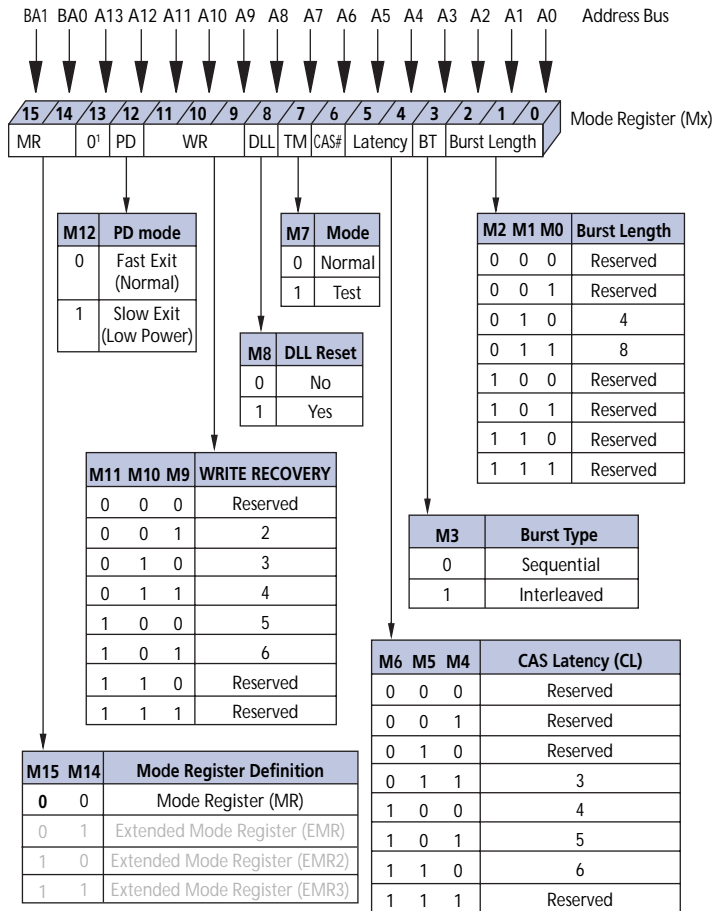 BA1 BA0 A13 A12 A11 A10 A9 A8 A7 A6 A5 A4 A3 A2 A1 A0 Address Bus
15 14 13 12 11 10 9 8 7 6 5 4 3 2 1 0
Mode Register (Mx)
MR 0¹ PD WR DLL TM CAS# Latency BT Burst Length
M12 PD mode
0 Fast Exit
(Normal)
1 Slow Exit
(Low Power)
M7 Mode
0 Normal
1 Test
M2 M1 M0 Burst Length
0 0 0 Reserved
0 0 1 Reserved
0 1 0 4
0 1 1 8
1 0 0 Reserved
1 0 1 Reserved
1 1 0 Reserved
1 1 1 Reserved
M8 DLL Reset
0 No
1 Yes
M11 M10 M9 WRITE RECOVERY
0 0 0 Reserved
0 0 1 2
0 1 0 3
0 1 1 4
1 0 0 5
1 0 1 6
1 1 0 Reserved
1 1 1 Reserved
M3 Burst Type
0 Sequential
1 Interleaved
M6 M5 M4 CAS Latency (CL)
0 0 0 Reserved
0 0 1 Reserved
0 1 0 Reserved
0 1 1 3
1 0 0 4
1 0 1 5
1 1 0 6
1 1 1 Reserved
M15 M14 Mode Register Definition
0 0 Mode Register (MR)
0 1 Extended Mode Register (EMR)
1 0 Extended Mode Register (EMR2)
1 1 Extended Mode Register (EMR3)